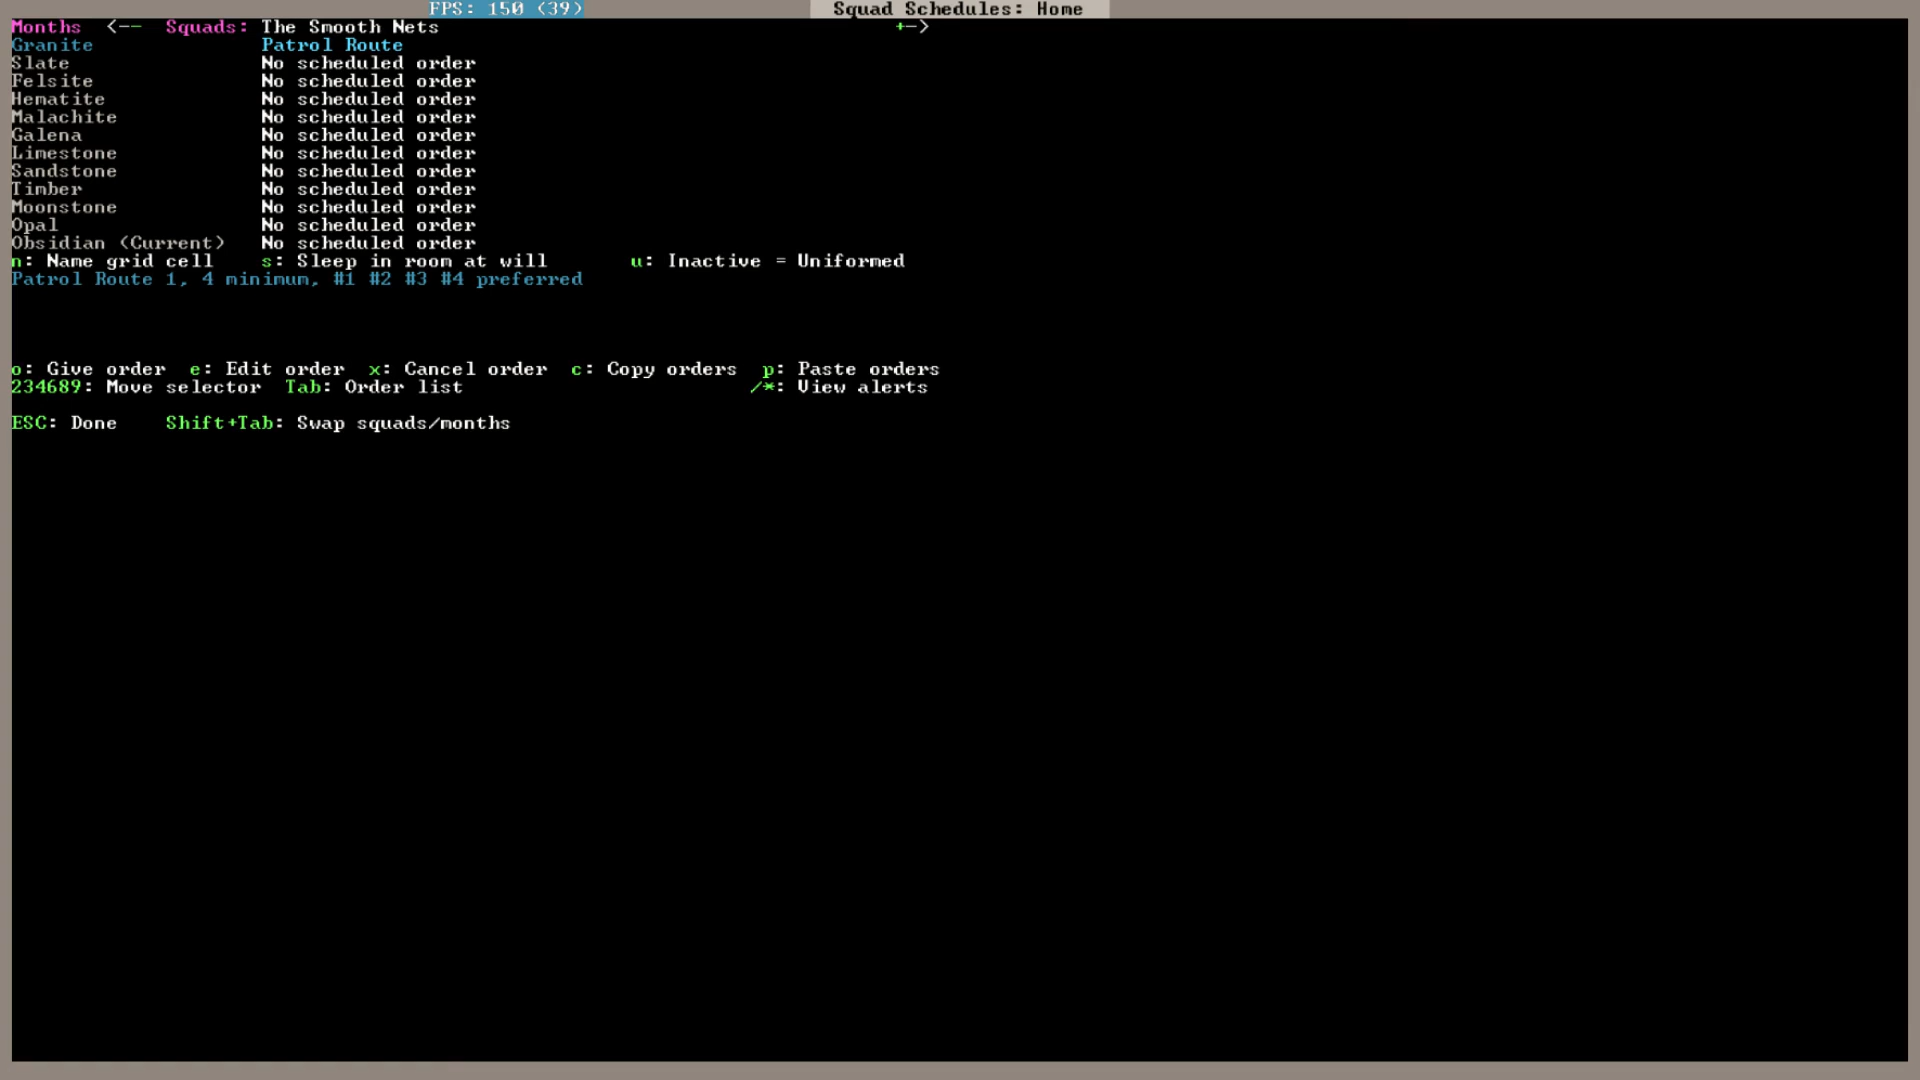 FPS: 150 (39) Squad Schedules: Home
Months <-- Squads: The Smooth Nets +->
Granite Patrol Route
Slate No scheduled order
Felsite No scheduled order
Hematite No scheduled order
Malachite No scheduled order
Galena No scheduled order
Limestone No scheduled order
Sandstone No scheduled order
Timber No scheduled order
Moonstone No scheduled order
Opal No scheduled order
Obsidian (Current) No scheduled order
n: Name grid cell s: Sleep in room at will u: Inactive = Uniformed
Patrol Route 1, 4 minimum, #1 #2 #3 #4 preferred
o: Give order e: Edit order x: Cancel order c: Copy orders p: Paste orders
234689: Move selector Tab: Order list /*: View alerts
ESC: Done Shift+Tab: Swap squads/months